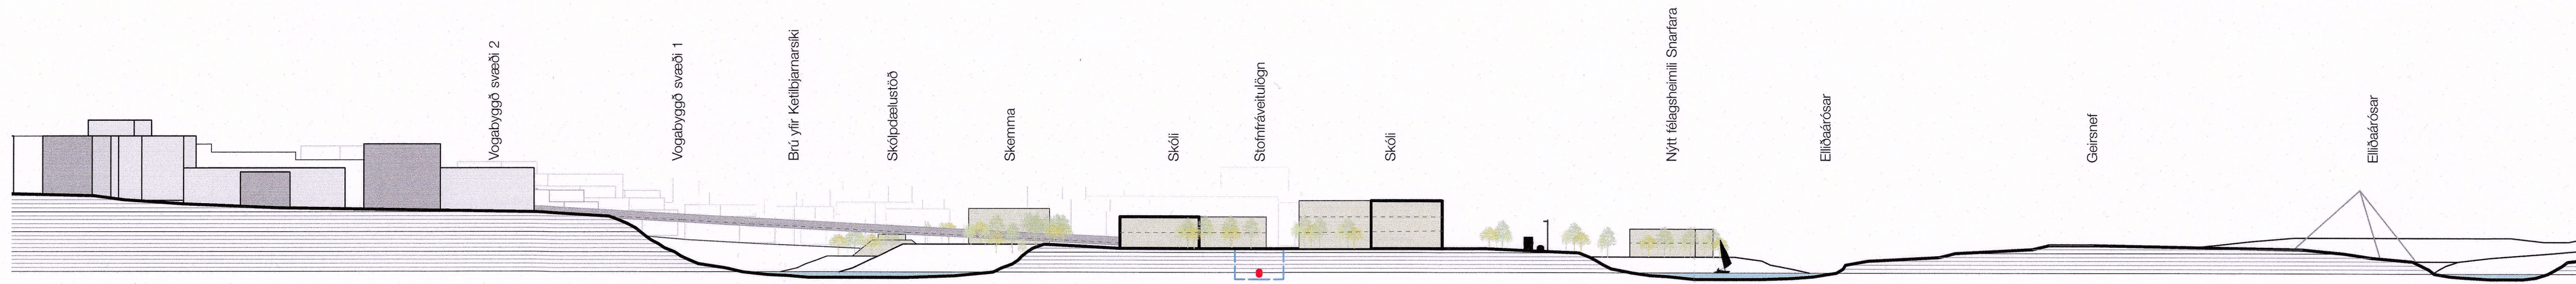 Vogabyggð svæði 2
Vogabyggð svæði 1
Brú yfir Ketilbjarnarsíki
Skólpdælustöð
Skemma
Skóli
Stofnfráveitulögn
Skóli
Nýtt félagsheimili Snarfara
Elliðaárósar
Geirsnef
Elliðaárósar